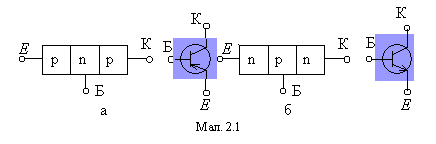 К К
Е К Б Е К Б
р n р n р n
Б Е Б Е
а б
Мал. 2.1